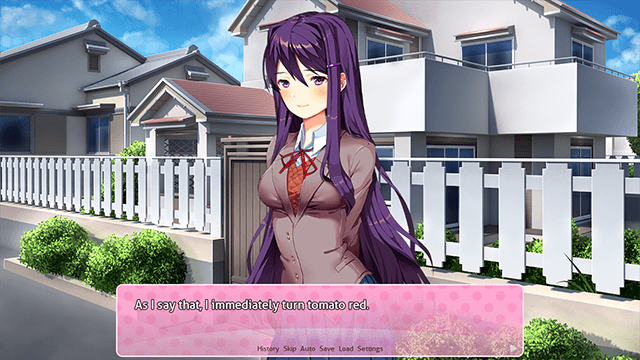 As I say that, I immediately turn tomato red.
History Skip Auto Save Load Settings